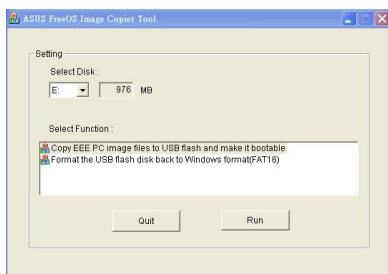 ASUS FreeOS Image Copier Tool
Setting
Select Disk :
E: 976 MB
Select Function :
Copy EEE PC image files to USB flash and make it bootable
Format the USB flash disk back to Windows format(FAT16)
Quit Run